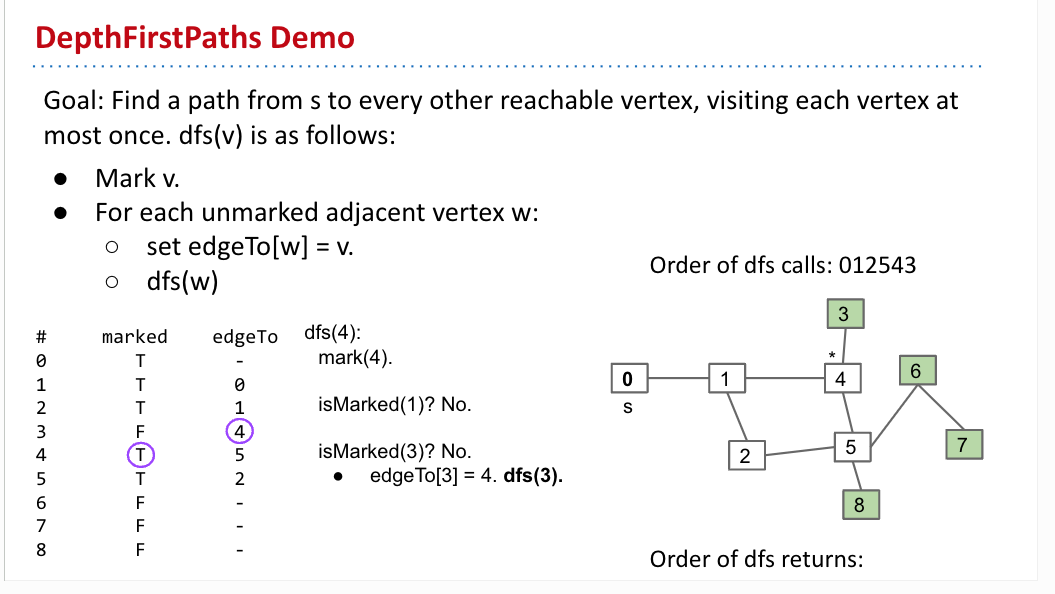 DepthFirstPaths Demo
Goal: Find a path from s to every other reachable vertex, visiting each vertex at
most once. dfs(v) is as follows:
● Mark v.
● For each unmarked adjacent vertex w:
○ set edgeTo[w] = v.
○ dfs(w)
# marked edgeTo
0 T -
1 T 0
2 T 1
3 F 4
4 T 5
5 T 2
6 F -
7 F -
8 F -
dfs(4):
mark(4).
isMarked(1)? No.
isMarked(3)? No.
● edgeTo[3] = 4. dfs(3).
Order of dfs calls: 012543
3
*
0
1
4
6
s
2
5
7
8
Order of dfs returns: